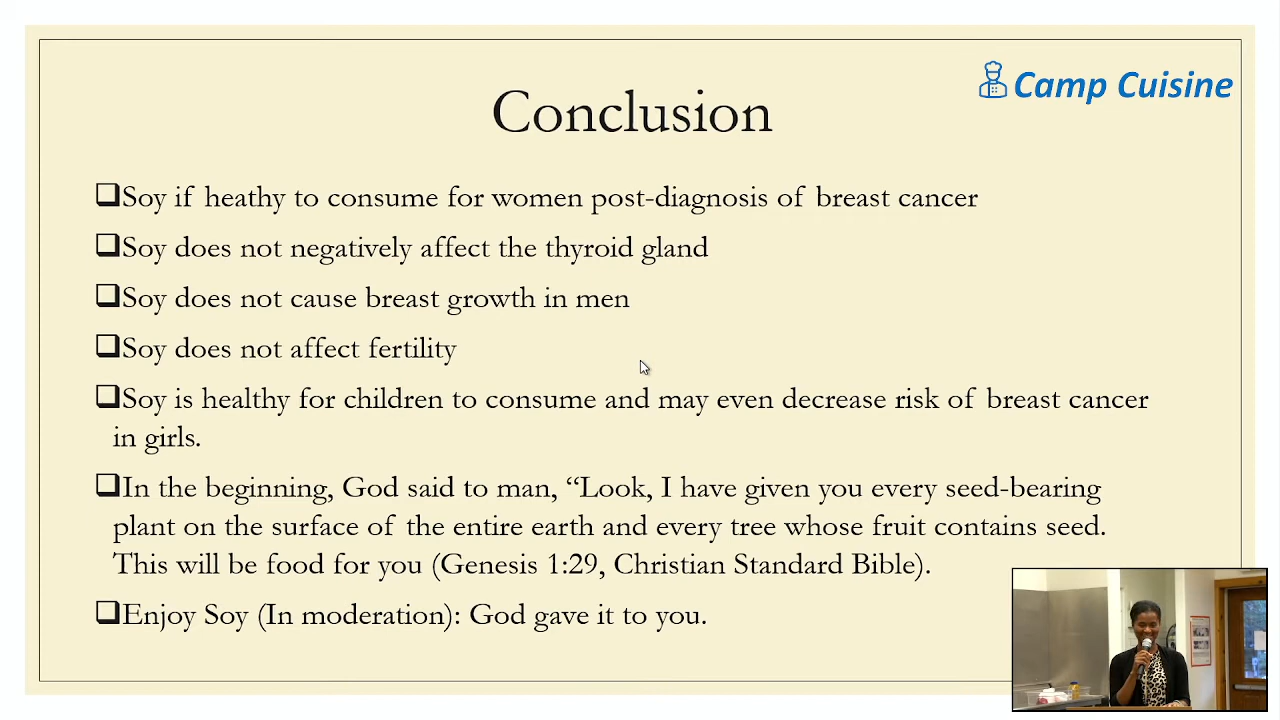 Camp Cuisine
Conclusion
❑Soy if heathy to consume for women post-diagnosis of breast cancer
❑Soy does not negatively affect the thyroid gland
❑Soy does not cause breast growth in men
❑Soy does not affect fertility
❑Soy is healthy for children to consume and may even decrease risk of breast cancer
in girls.
❑In the beginning, God said to man, “Look, I have given you every seed-bearing
plant on the surface of the entire earth and every tree whose fruit contains seed.
This will be food for you (Genesis 1:29, Christian Standard Bible).
❑Enjoy Soy (In moderation): God gave it to you.